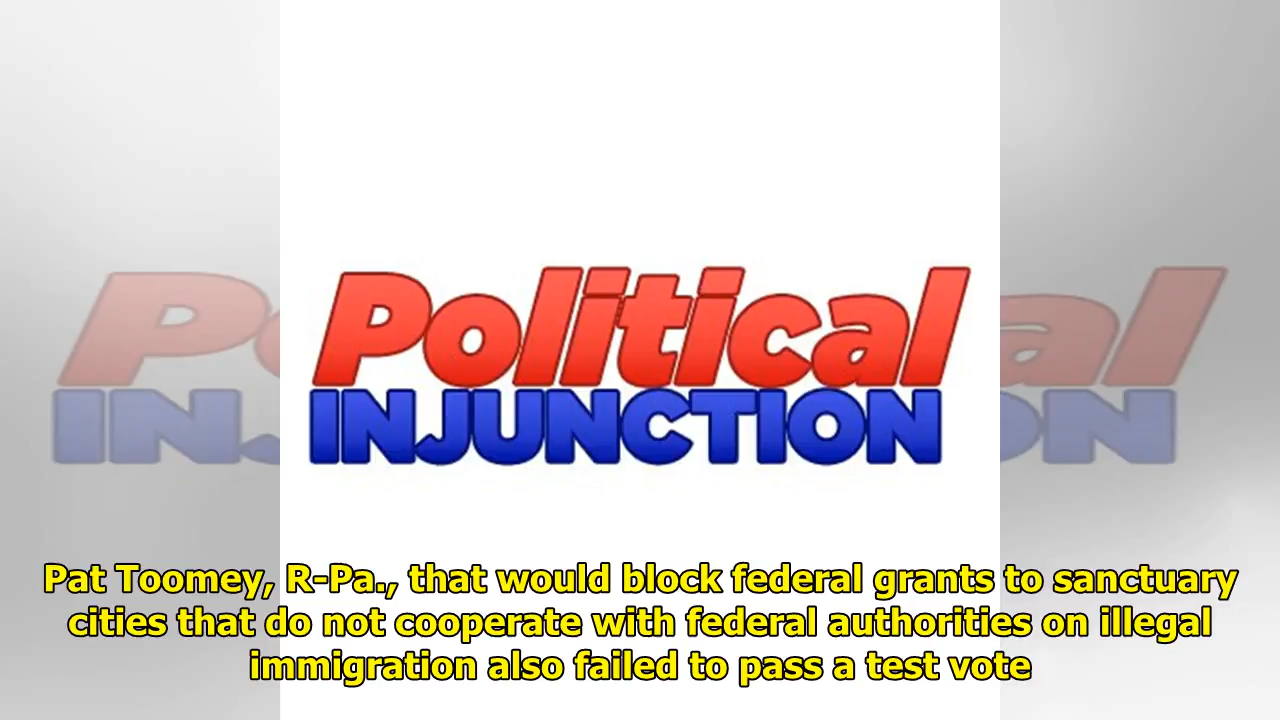 Political
INJUNCTION
Pat Toomey, R-Pa., that would block federal grants to sanctuary
cities that do not cooperate with federal authorities on illegal
immigration also failed to pass a test vote